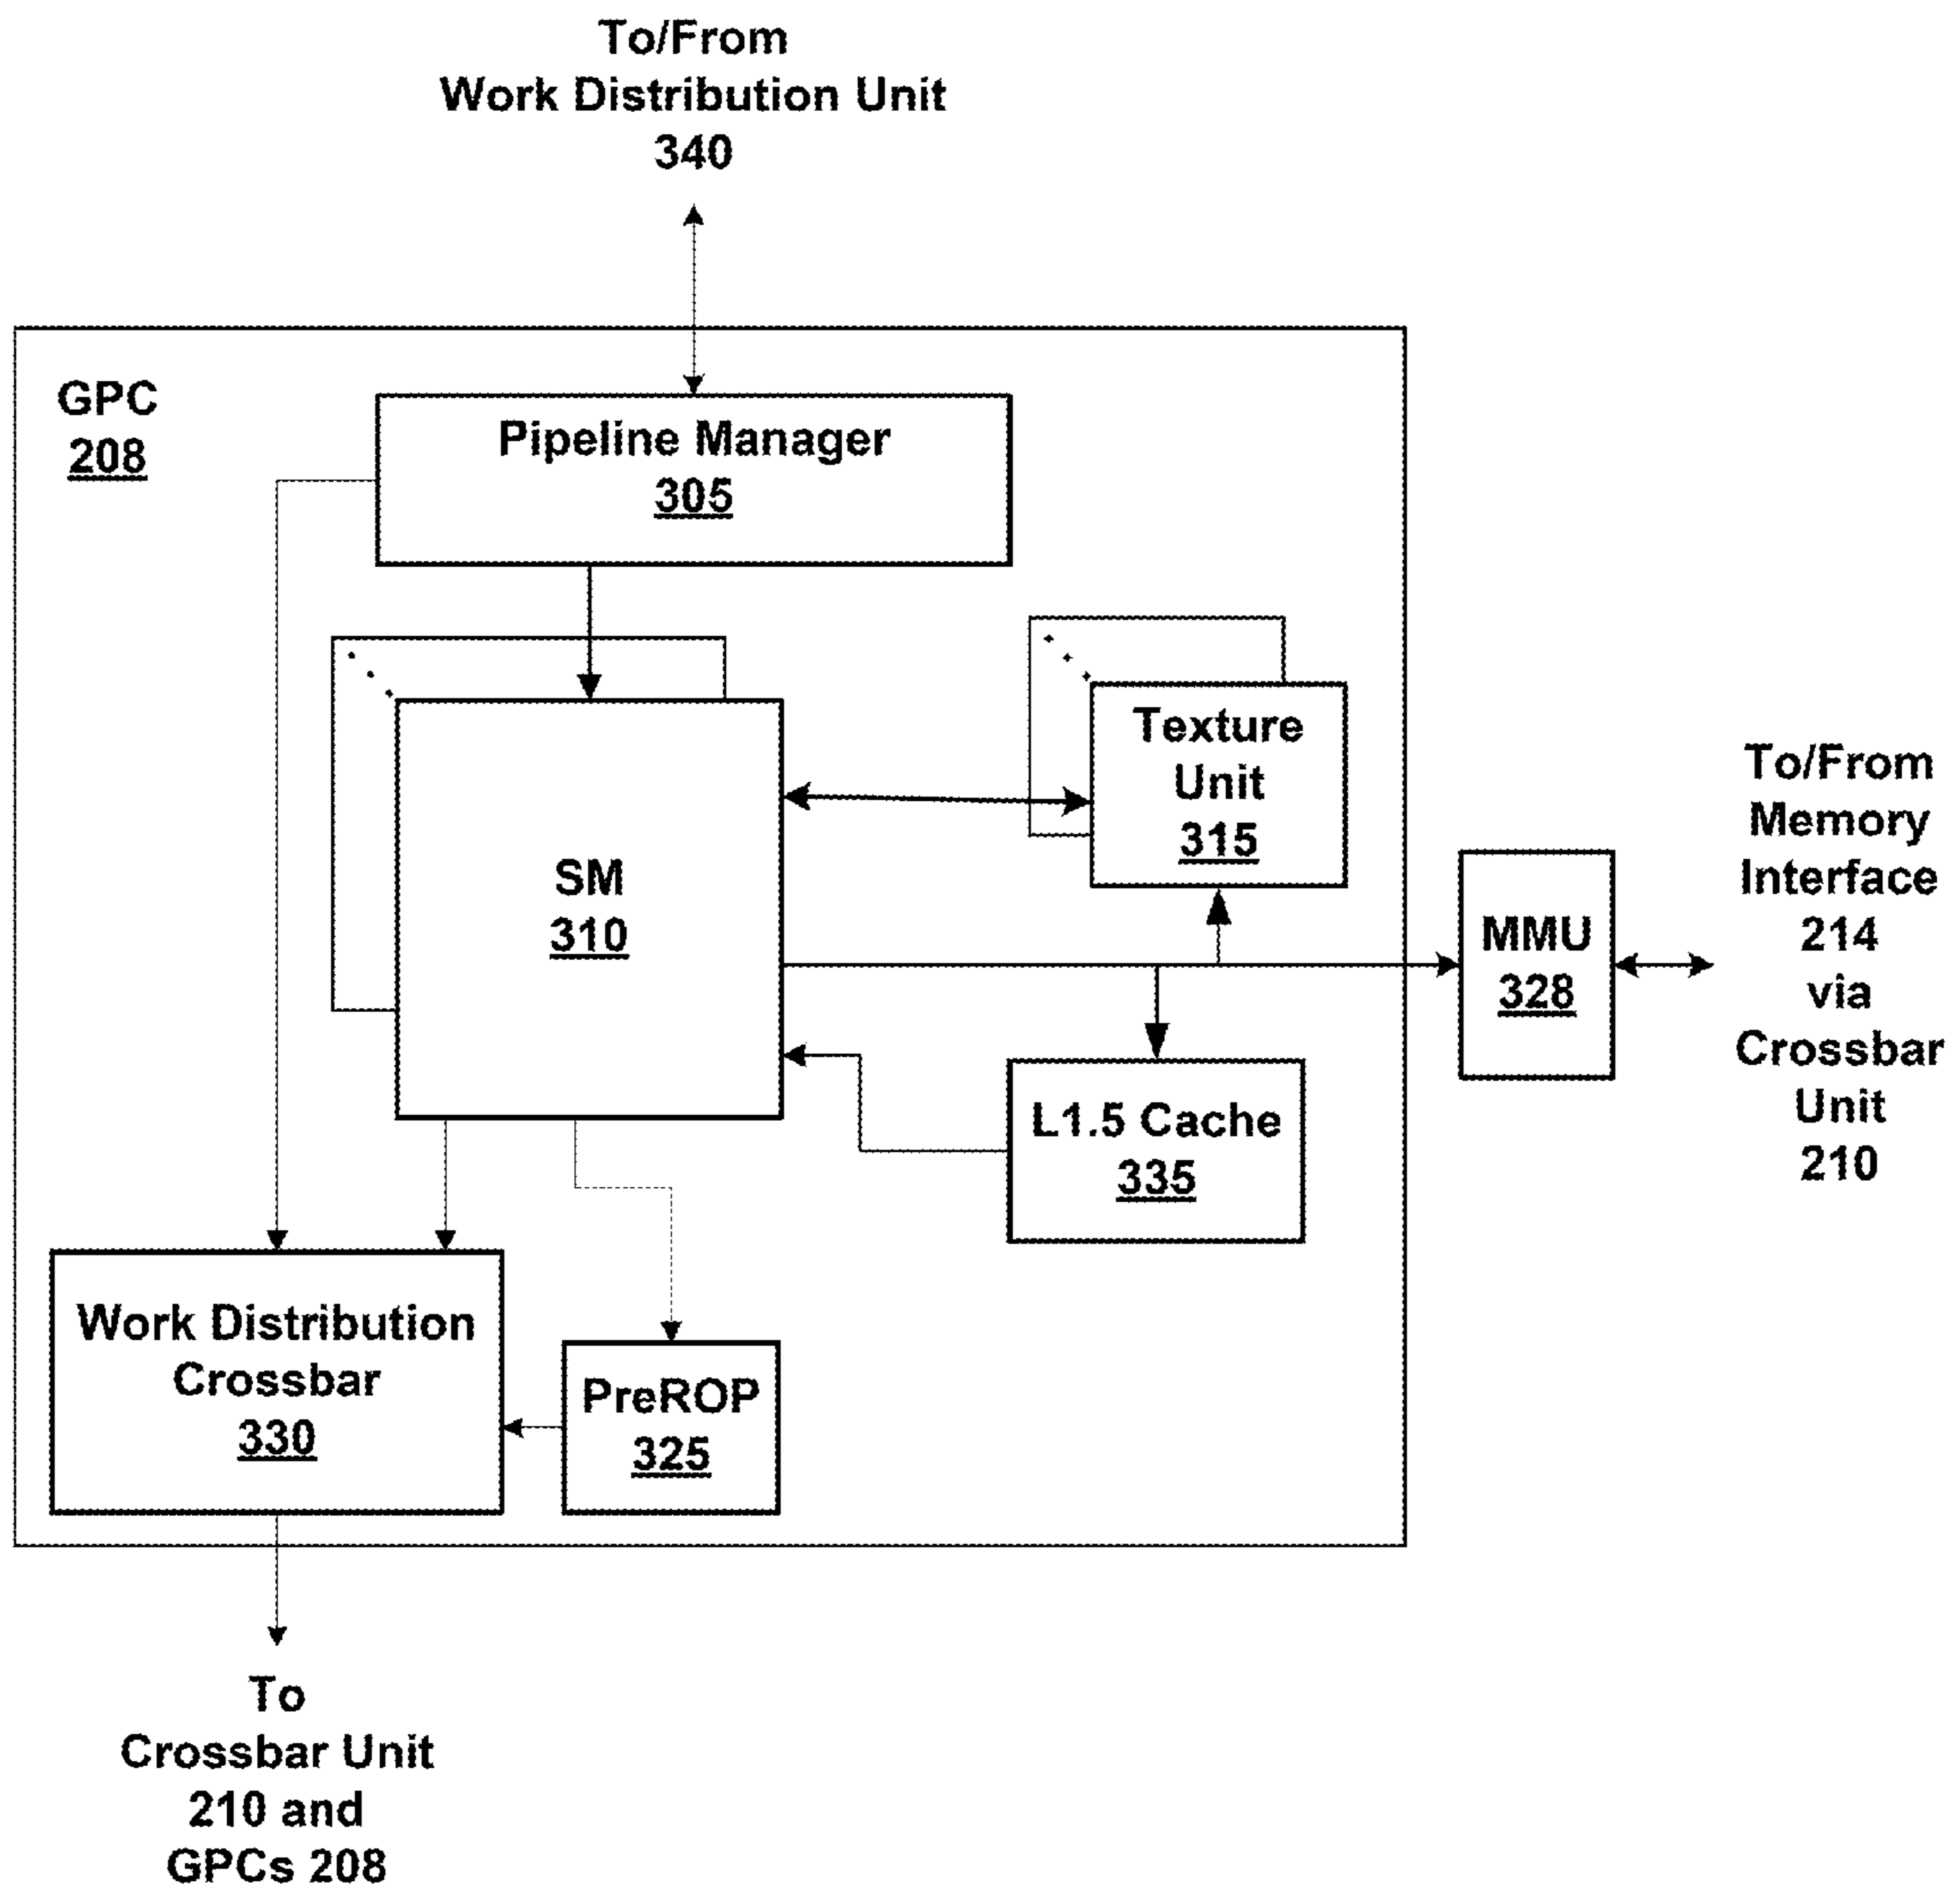 To/From
Work Distribution Unit
340
GPC
208
Pipeline Manager
305
Texture
Unit
315
SM
310
To/From
Memory
Interface
214
via
Crossbar
Unit
210
MMU
328
L1.5 Cache
335
Work Distribution
Crossbar
330
PreROP
325
To
Crossbar Unit
210 and
GPCs 208